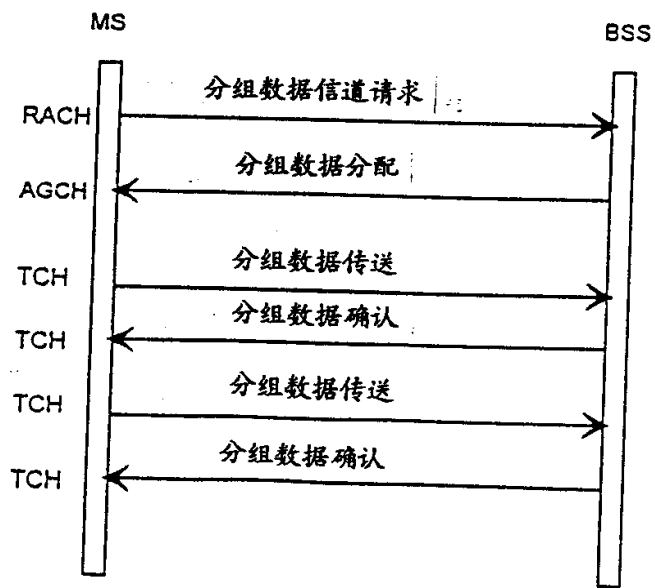 MS
BSS
分组数据信道请求
RACH
分组数据分配
AGCH
分组数据传送
TCH
分组数据确认
TCH
分组数据传送
TCH
分组数据确认
TCH